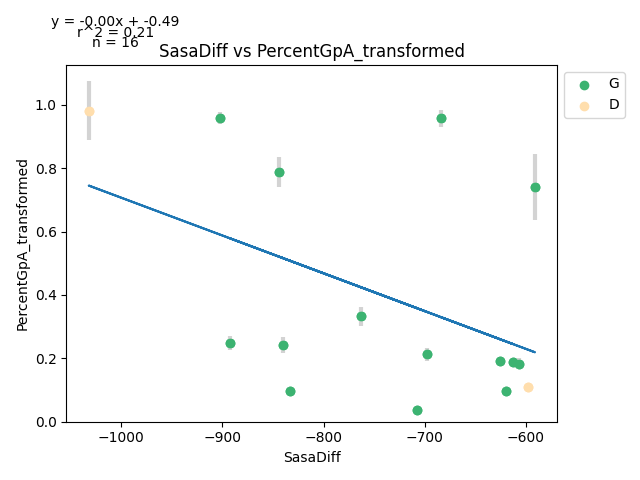 y = -0.00x + -0.49
r^2 = 0.21
n = 16
SasaDiff vs PercentGpA_transformed
G
D
PercentGpA_transformed
1.0
0.8
0.6
0.4
0.2
0.0
−1000
−900
−800
−700
−600
SasaDiff